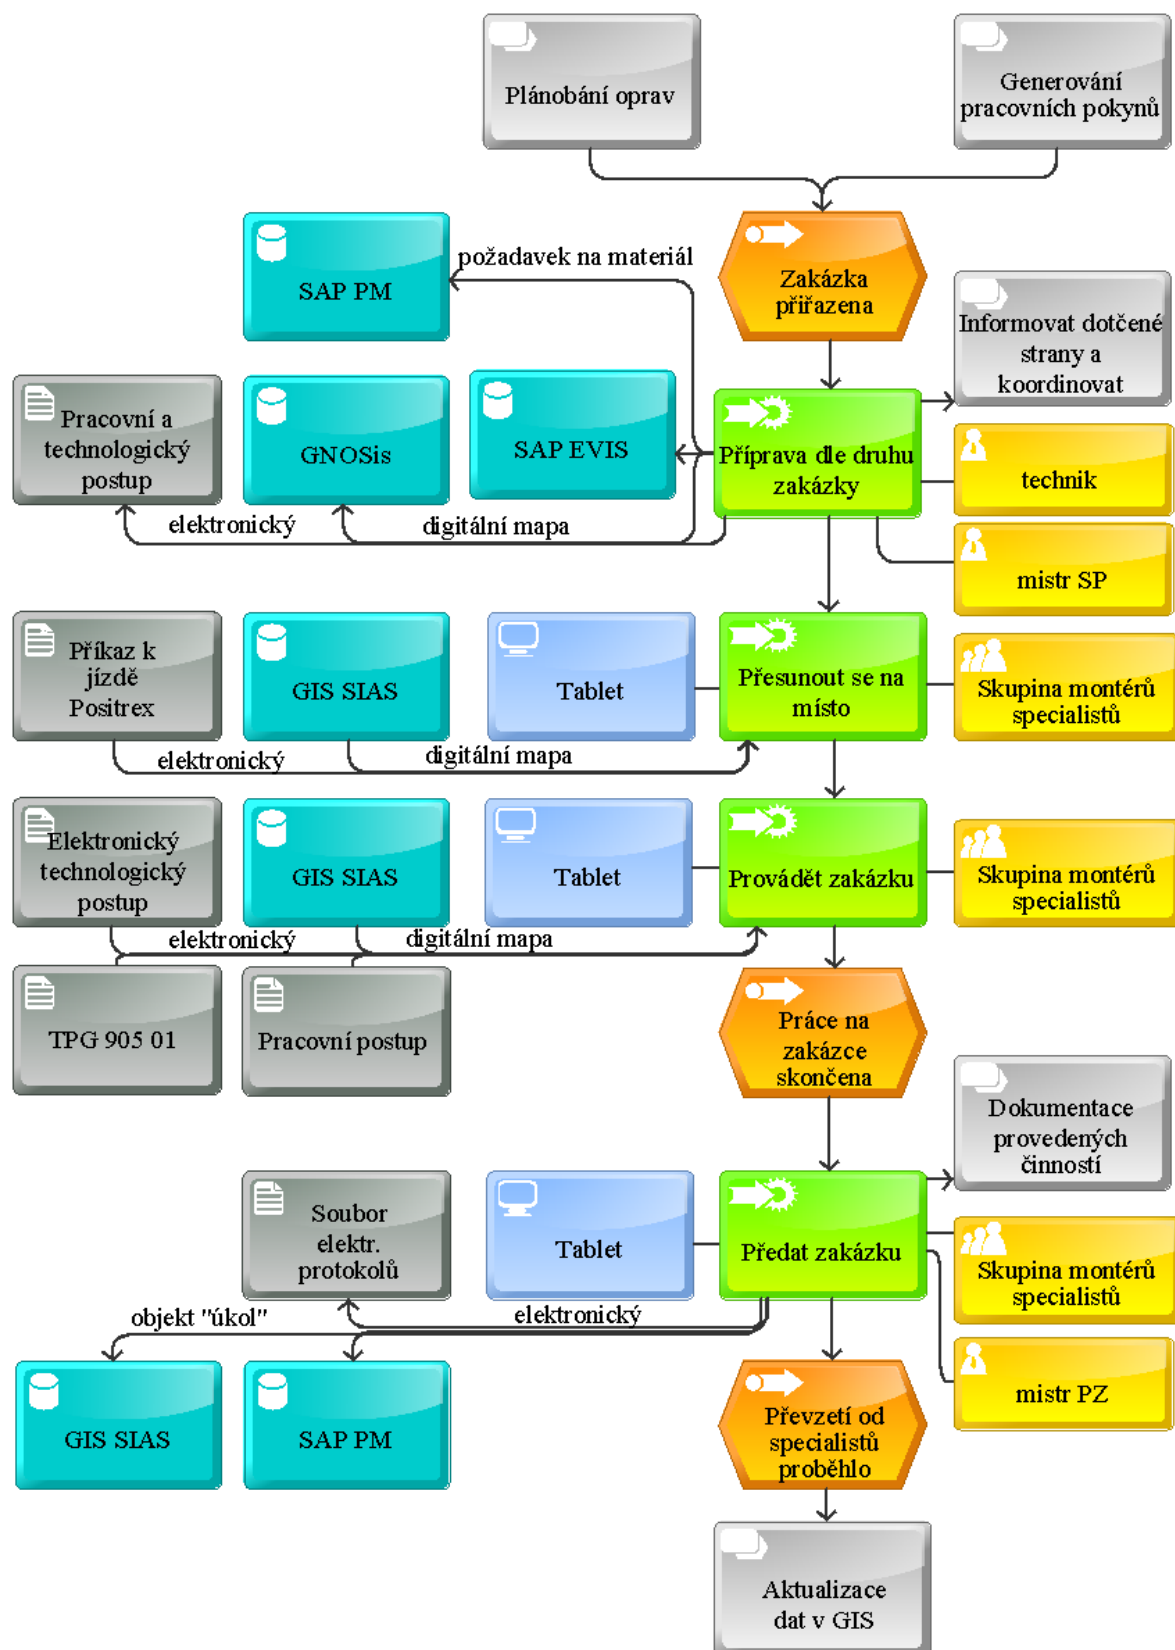 Plánobání oprav
Generování
pracovních pokynů
Zakázka
přiřazena
požadavek na materiál
SAP PM
Informovat dotčené
strany a
koordinovat
Pracovní a
technologický
postup
GNOSis
SAP EVIS
Příprava dle druhu
zakázky
technik
elektronický
digitální mapa
mistr SP
Příkaz k
jízdě
Positrex
GIS SIAS
Tablet
Přesunout se na
místo
Skupina montérů
specialistů
elektronický
digitální mapa
Elektronický
technologický
postup
GIS SIAS
Tablet
Provádět zakázku
Skupina montérů
specialistů
elektronický
digitální mapa
TPG 905 01
Pracovní postup
Práce na
zakázce
skončena
Dokumentace
provedených
činností
Soubor
elektr.
protokolů
Tablet
Předat zakázku
Skupina montérů
specialistů
objekt "úkol"
elektronický
GIS SIAS
SAP PM
Převzetí od
specialistů
proběhlo
mistr PZ
Aktualizace
dat v GIS